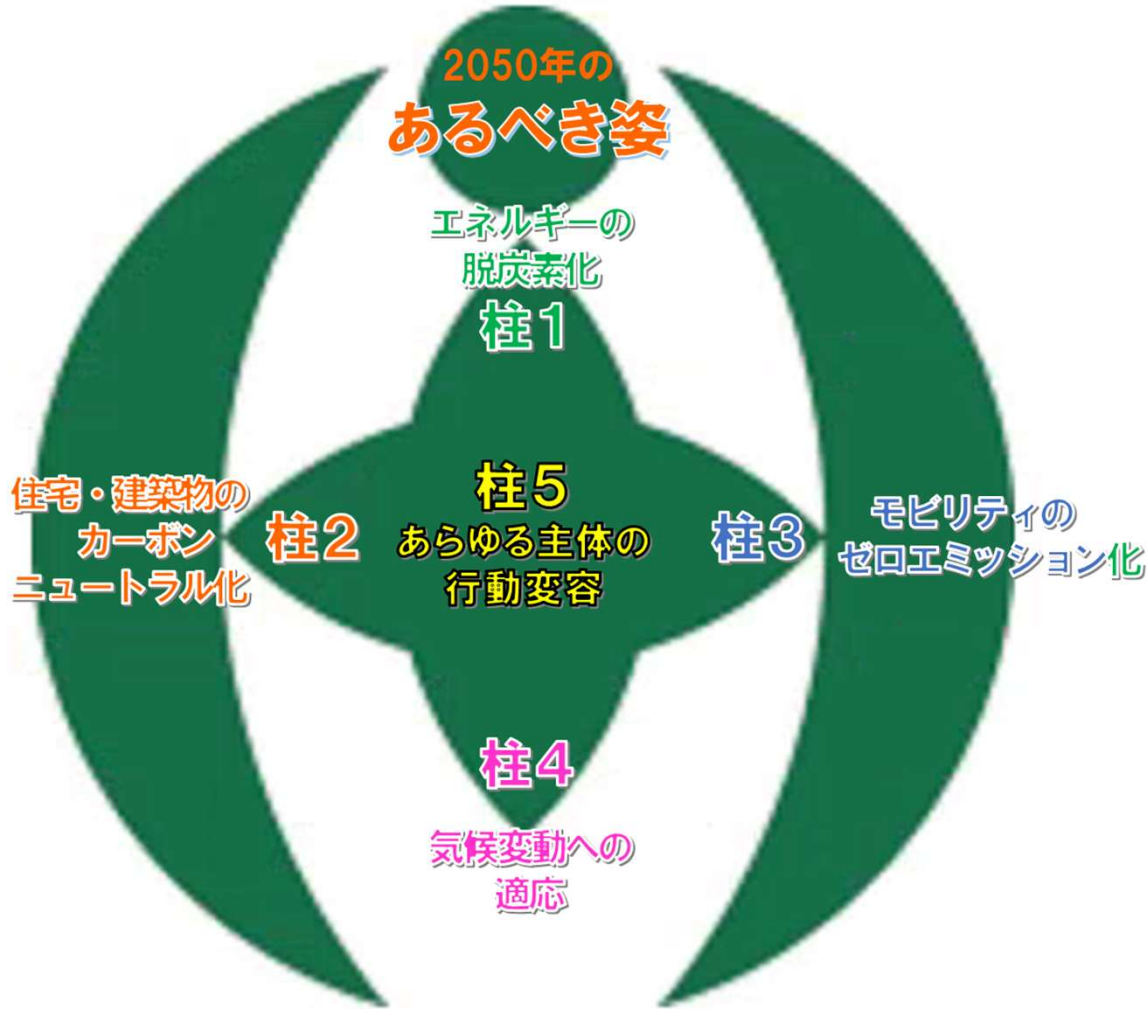 2050年の
あるべき姿
エネルギーの
脱炭素化
柱1
住宅・建築物の
カーボン
ニュートラル化
柱2
柱5
あらゆる主体の
行動変容
柱3
モビリティの
ゼロエミッション化
柱4
気候変動への
適応